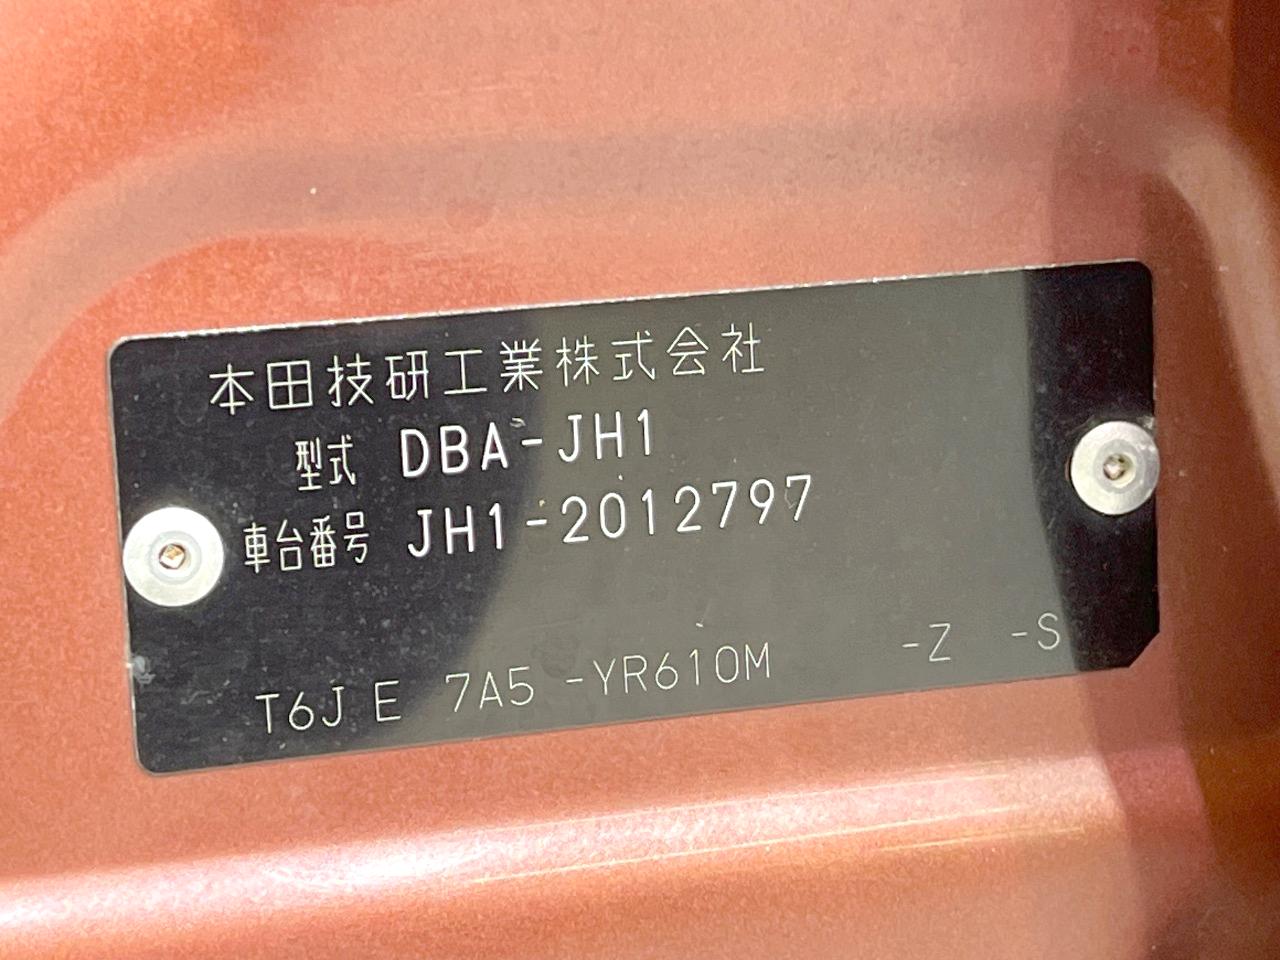 本田技研工業株式会社
型式 DBA-JH1
車台番号 JH1-2012797
T6J E 7A5 -YR610M -Z -S